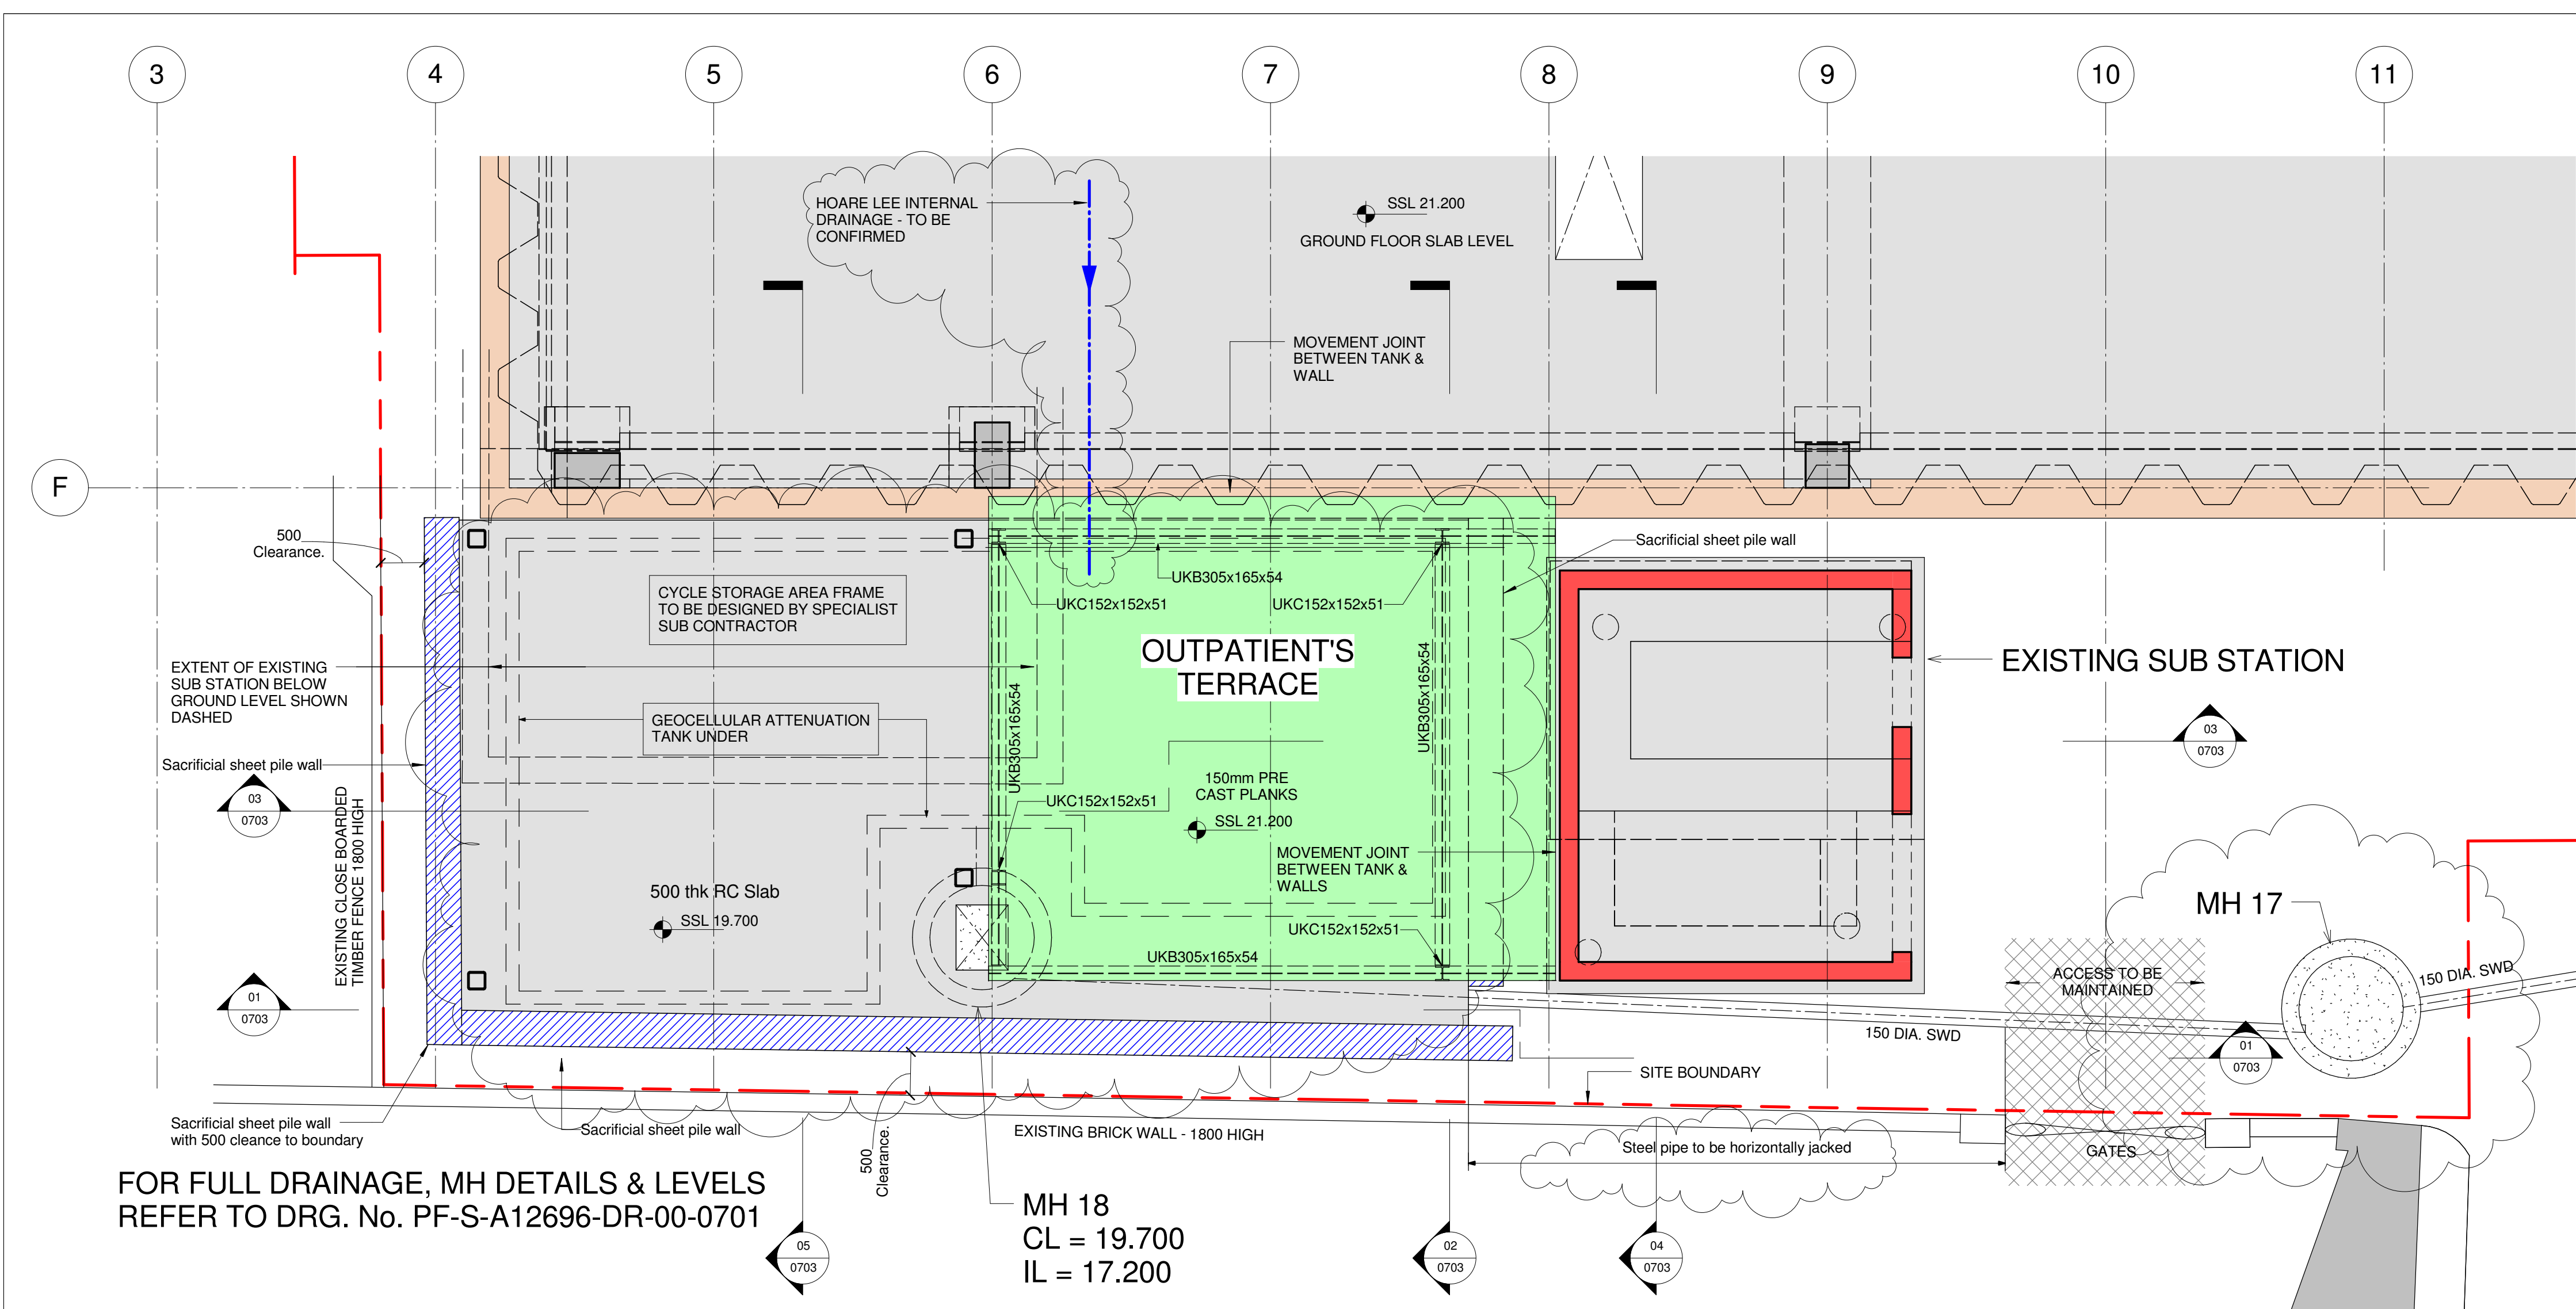 3
4
5
6
7
8
9
10
11
F
HOARE LEE INTERNAL
DRAINAGE - TO BE
CONFIRMED
SSL 21.200
GROUND FLOOR SLAB LEVEL
MOVEMENT JOINT
BETWEEN TANK &
WALL
500
Clearance.
Sacrificial sheet pile wall
CYCLE STORAGE AREA FRAME
TO BE DESIGNED BY SPECIALIST
SUB CONTRACTOR
UKB305x165x54
UKC152x152x51
UKC152x152x51
OUTPATIENT'S
TERRACE
EXISTING SUB STATION
EXTENT OF EXISTING
SUB STATION BELOW
GROUND LEVEL SHOWN
DASHED
GEOCELLULAR ATTENUATION
TANK UNDER
UKB305x165x54
UKB305x165x54
03
0703
Sacrificial sheet pile wall
03
0703
150mm PRE
CAST PLANKS
SSL 21.200
UKC152x152x51
EXISTING CLOSE BOARDED
TIMBER FENCE 1800 HIGH
MOVEMENT JOINT
BETWEEN TANK &
WALLS
500 thk RC Slab
SSL 19.700
MH 17
UKC152x152x51
UKB305x165x54
ACCESS TO BE
MAINTAINED
150 DIA. SWD
01
0703
150 DIA. SWD
01
0703
SITE BOUNDARY
Sacrificial sheet pile wall
with 500 cleance to boundary
Sacrificial sheet pile wall
500
Clearance.
EXISTING BRICK WALL - 1800 HIGH
Steel pipe to be horizontally jacked
GATES
FOR FULL DRAINAGE, MH DETAILS & LEVELS
REFER TO DRG. No. PF-S-A12696-DR-00-0701
MH 18
CL = 19.700
IL = 17.200
05
0703
02
0703
04
0703